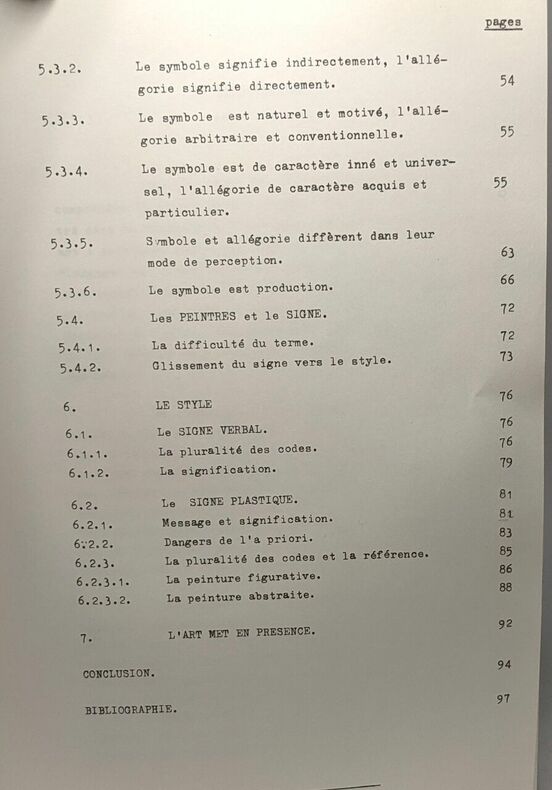 pages
5.3.2. Le symbole signifie indirectement, l'allé-
gorie signifie directement. 54
5.3.3. Le symbole est naturel et motivé, l'allé-
gorie arbitraire et conventionnelle. 55
5.3.4. Le symbole est de caractère inné et univer-
sel, l'allégorie de caractère acquis et 55
particulier.
5.3.5. Symbole et allégorie diffèrent dans leur
mode de perception. 63
5.3.6. Le symbole est production. 66
5.4. Les PEINTRES et le SIGNE. 72
5.4.1. La difficulté du terme. 72
5.4.2. Glissement du signe vers le style. 73
6. LE STYLE 76
6.1. Le SIGNE VERBAL. 76
6.1.1. La pluralité des codes. 76
6.1.2. La signification. 79
6.2. Le SIGNE PLASTIQUE. 81
6.2.1. Message et signification. 81
6.2.2. Dangers de l'a priori. 83
6.2.3. La pluralité des codes et la référence. 85
6.2.3.1. La peinture figurative. 86
6.2.3.2. La peinture abstraite. 88
7. L'ART MET EN PRESENCE. 92
CONCLUSION. 94
BIBLIOGRAPHIE. 97